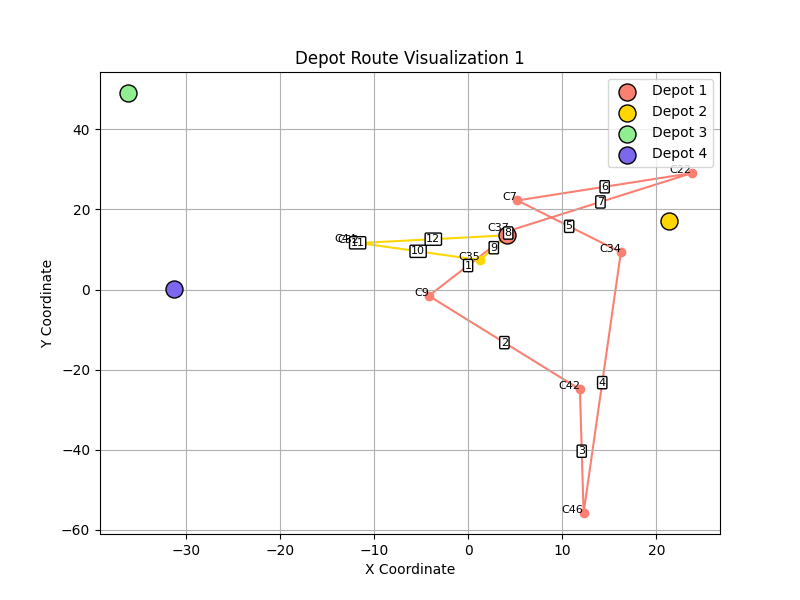 Depot Route Visualization 1
Depot 1
Depot 2
Depot 3
Depot 4
Y Coordinate
40
20
0
−20
−40
−60
C22
6
C7
7
5
C37
8
12
11
9
C34
10
C35
1
C9
2
4
C42
3
C46
−30
−20
−10
0
10
20
X Coordinate